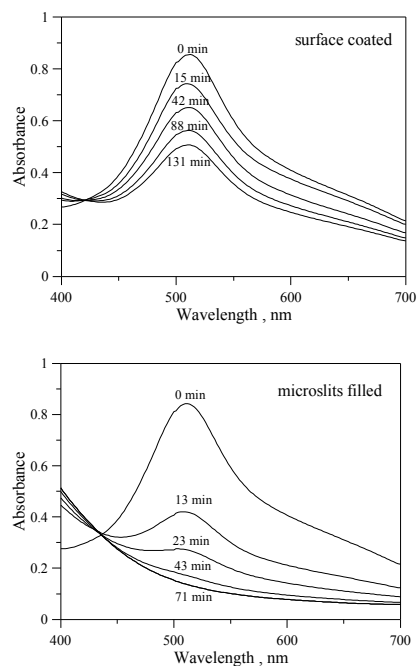 surface coated
1
0.8
0.6
0.4
0.2
0
Absorbance
0 min
15 min
42 min
88 min
131 min
400
500
600
700
Wavelength , nm
microslits filled
1
0.8
0.6
0.4
0.2
0
Absorbance
0 min
13 min
23 min
43 min
71 min
400
500
600
700
Wavelength , nm